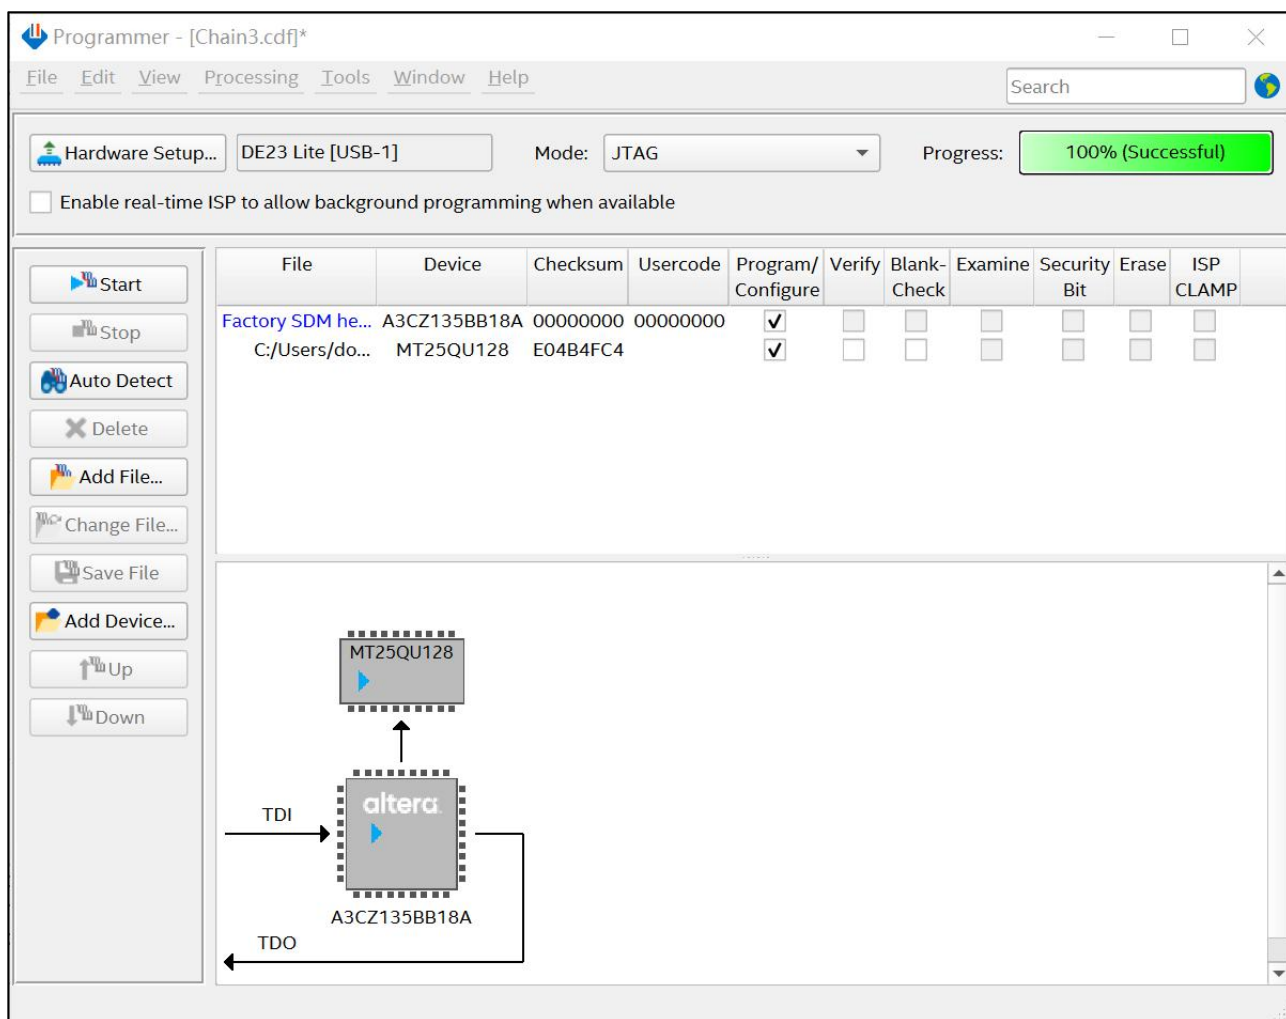 Programmer - [Chain3.cdf]*
File Edit View Processing Tools Window Help
Search
Hardware Setup... DE23 Lite [USB-1] Mode: JTAG Progress: 100% (Successful)
Enable real-time ISP to allow background programming when available
Start
Stop
Auto Detect
Delete
Add File...
Change File...
Save File
Add Device...
Up
Down
File Device Checksum Usercode Program/ Verify Blank- Examine Security Erase ISP
Configure Check Bit CLAMP
Factory SDM he... A3CZ135BB18A 00000000 00000000
C:/Users/do... MT25QU128 E04B4FC4
MT25QU128
altera
TDI
A3CZ135BB18A
TDO